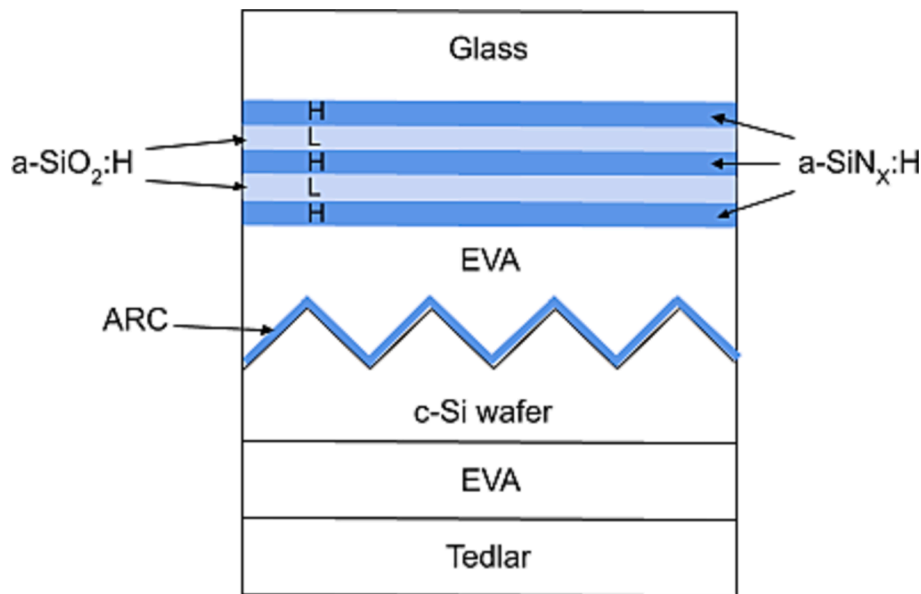 Glass
H
L
a-SiO₂:H
H
a-SiNₓ:H
L
H
EVA
ARC
c-Si wafer
EVA
Tedlar